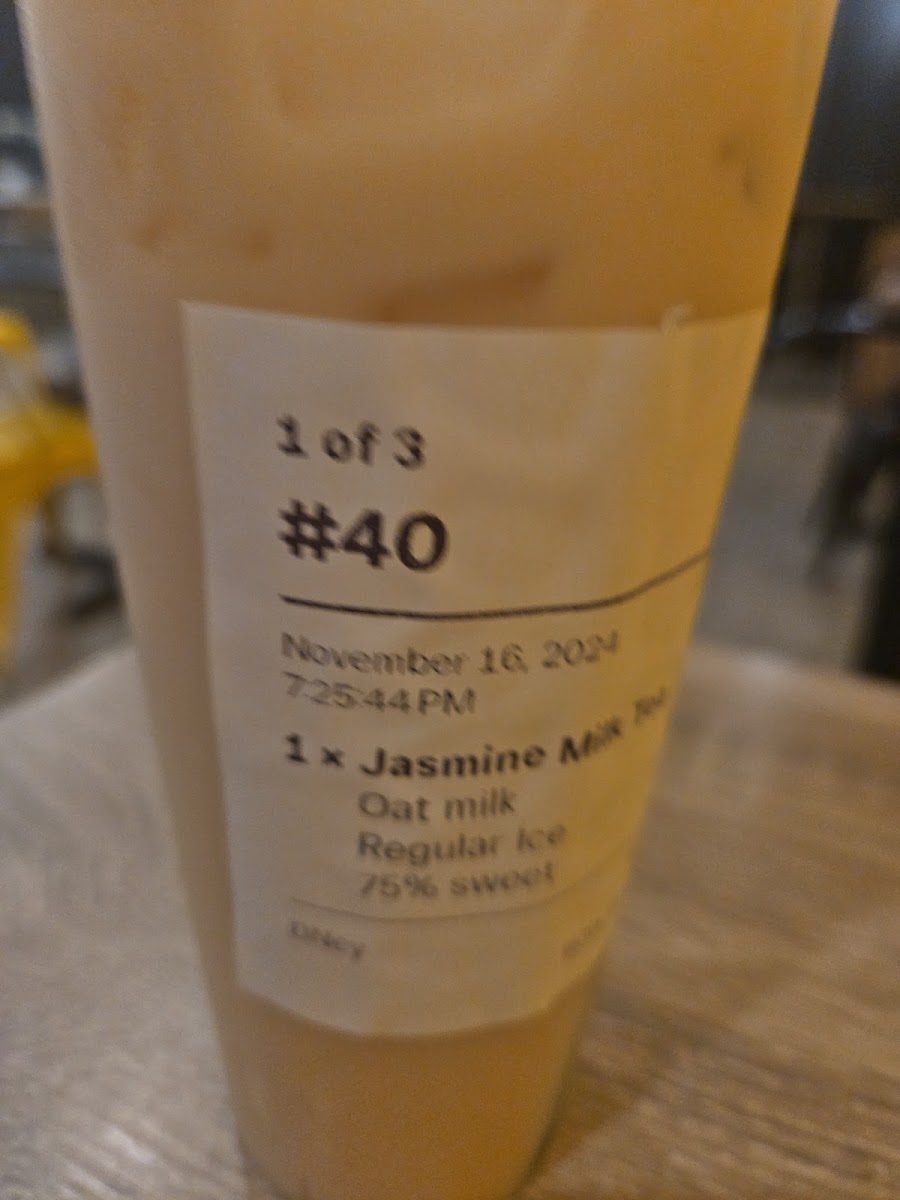 1 of 3
#40
November 16, 2024
7:25:44 PM
1 x Jasmine Milk Tea
Oat milk
Regular Ice
75% sweet